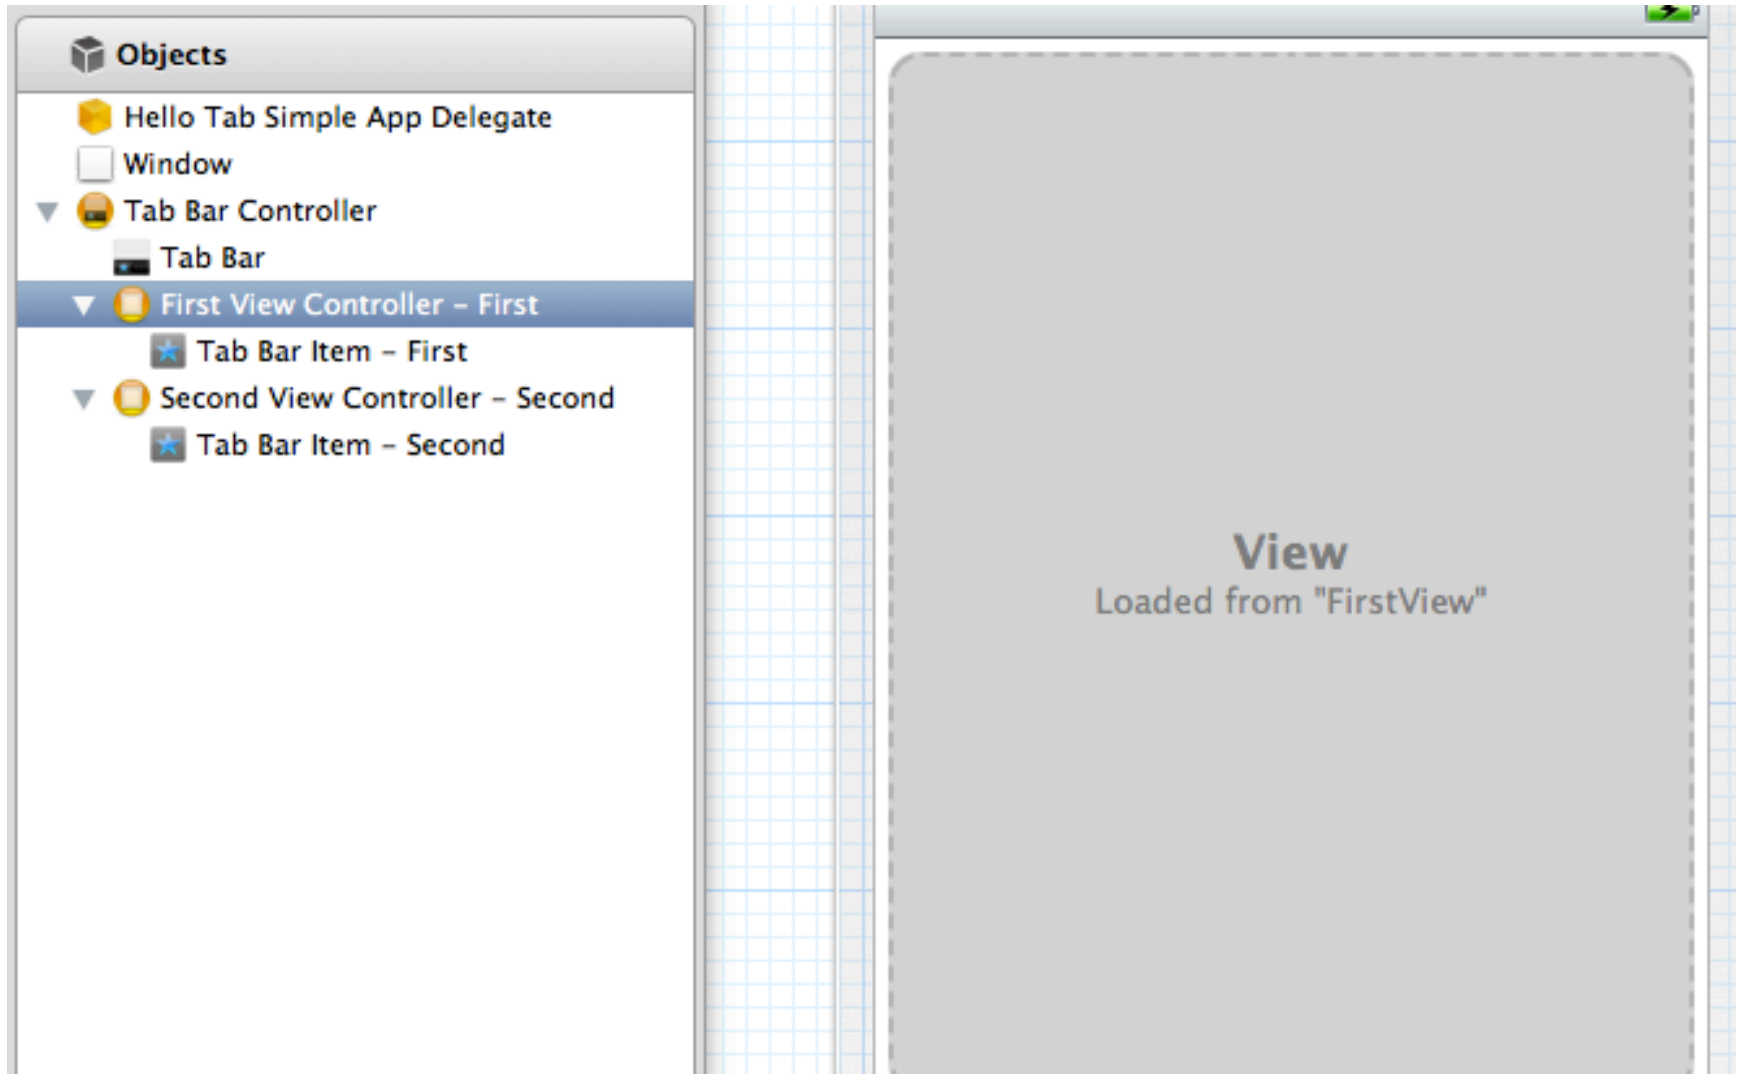 Objects
Hello Tab Simple App Delegate
Window
Tab Bar Controller
Tab Bar
First View Controller – First
Tab Bar Item – First
Second View Controller – Second
Tab Bar Item – Second
View
Loaded from "FirstView"